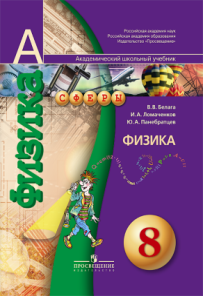 Российская академия наук
Российская академия образования
Издательство «Просвещение»
А
Академический школьный учебник
физика
СФЕРЫ
В.В. Белага
И.А. Ломаченков
Ю.А. Панебратцев
ФИЗИКА
8
ПРОСВЕЩЕНИЕ
ИЗДАТЕЛЬСТВО